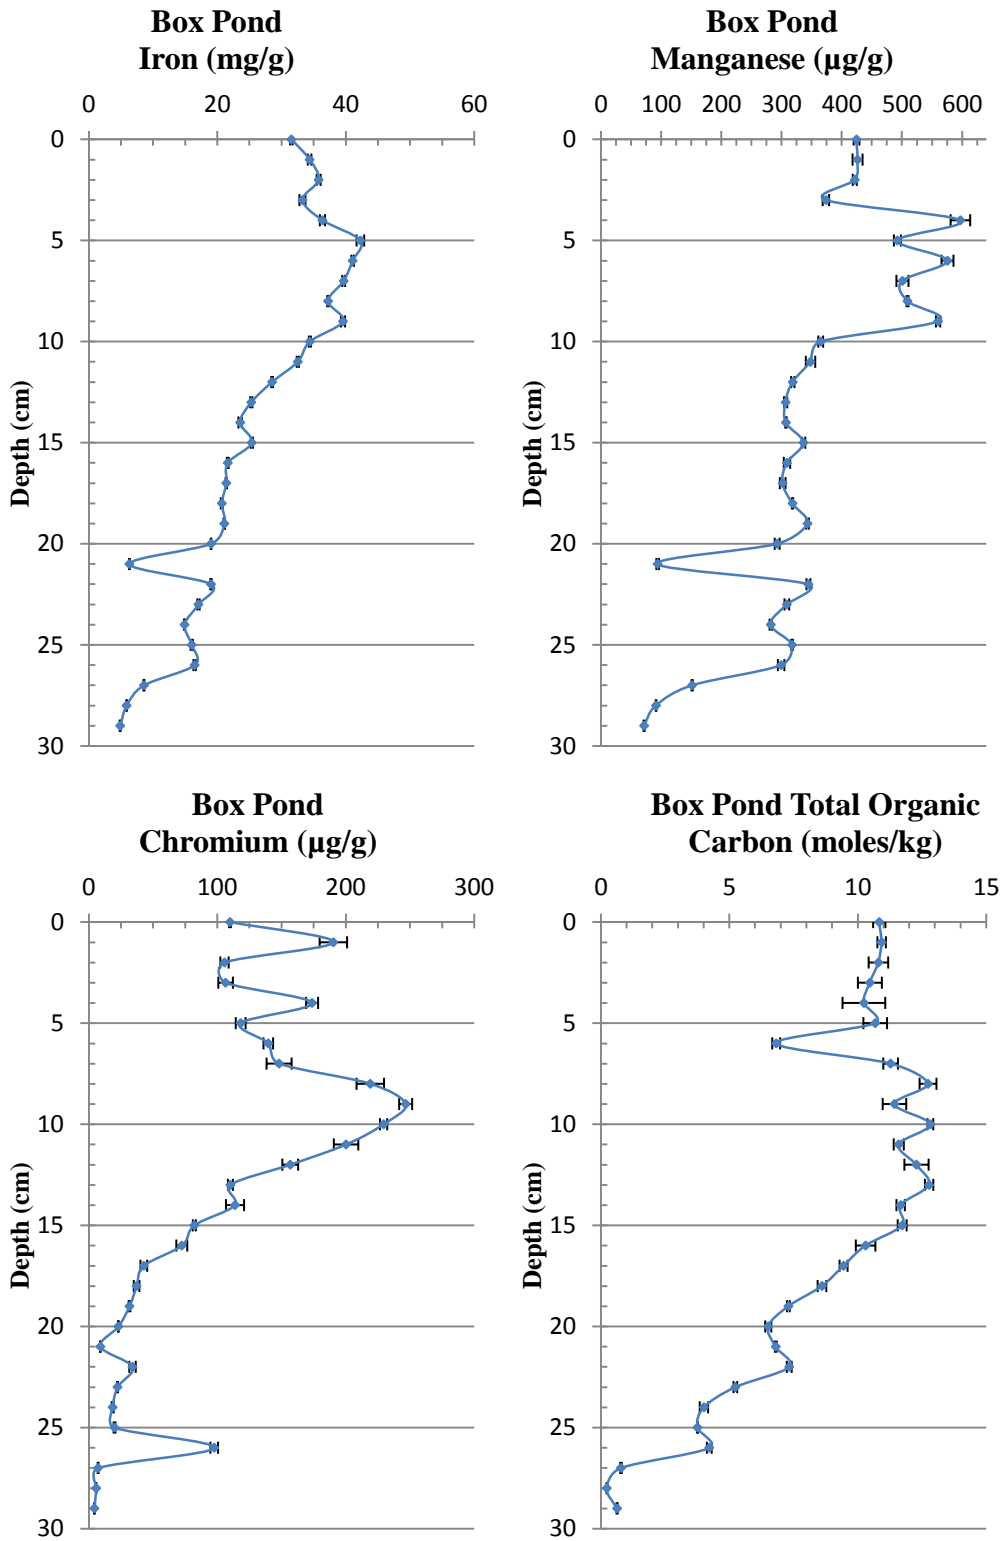 Box Pond
Iron (mg/g)
0 20 40 60
0
5
10
15
20
25
30
Depth (cm)
Box Pond
Manganese (µg/g)
0 100 200 300 400 500 600
0
5
10
15
20
25
30
Depth (cm)
Box Pond
Chromium (µg/g)
0 100 200 300
0
5
10
15
20
25
30
Depth (cm)
Box Pond Total Organic
Carbon (moles/kg)
0 5 10 15
0
5
10
15
20
25
30
Depth (cm)